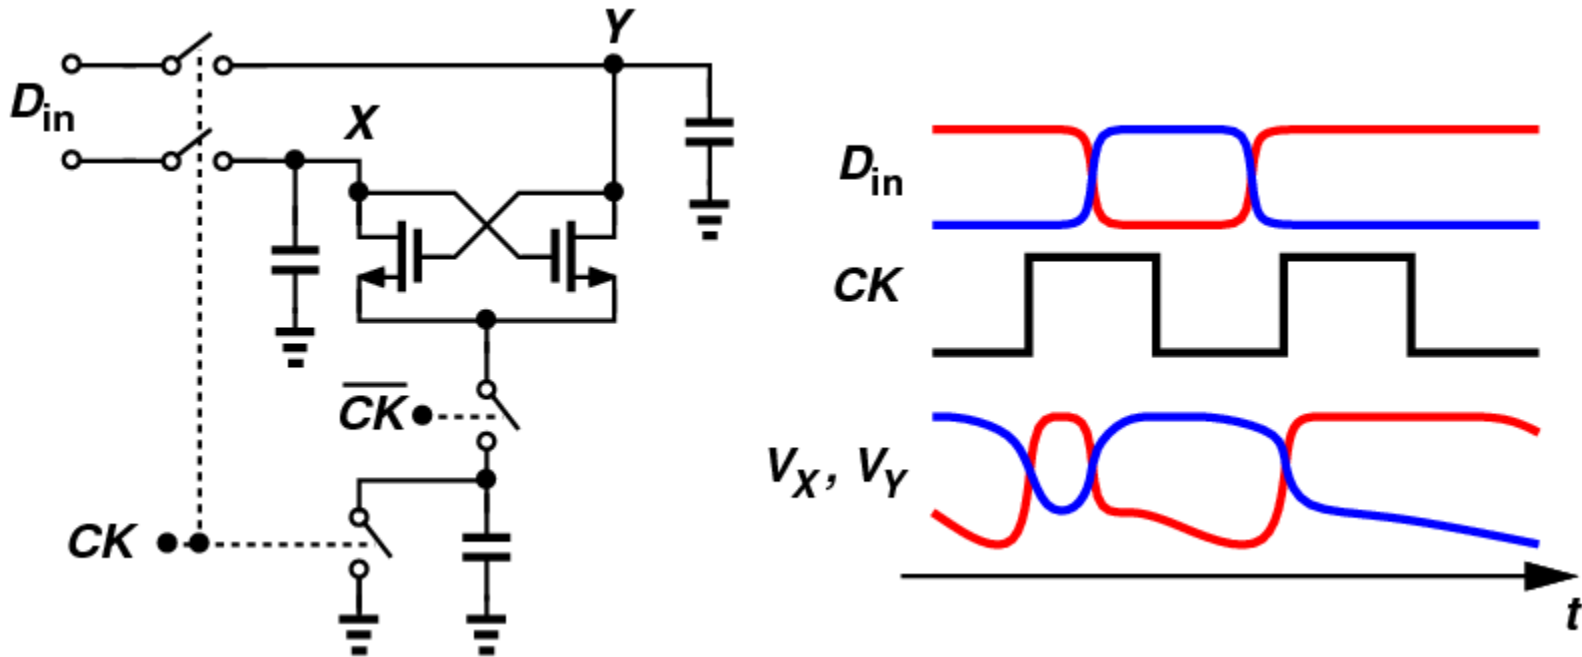 Y
D_in
X
CK̅
CK
D_in
CK
V_X, V_Y
t